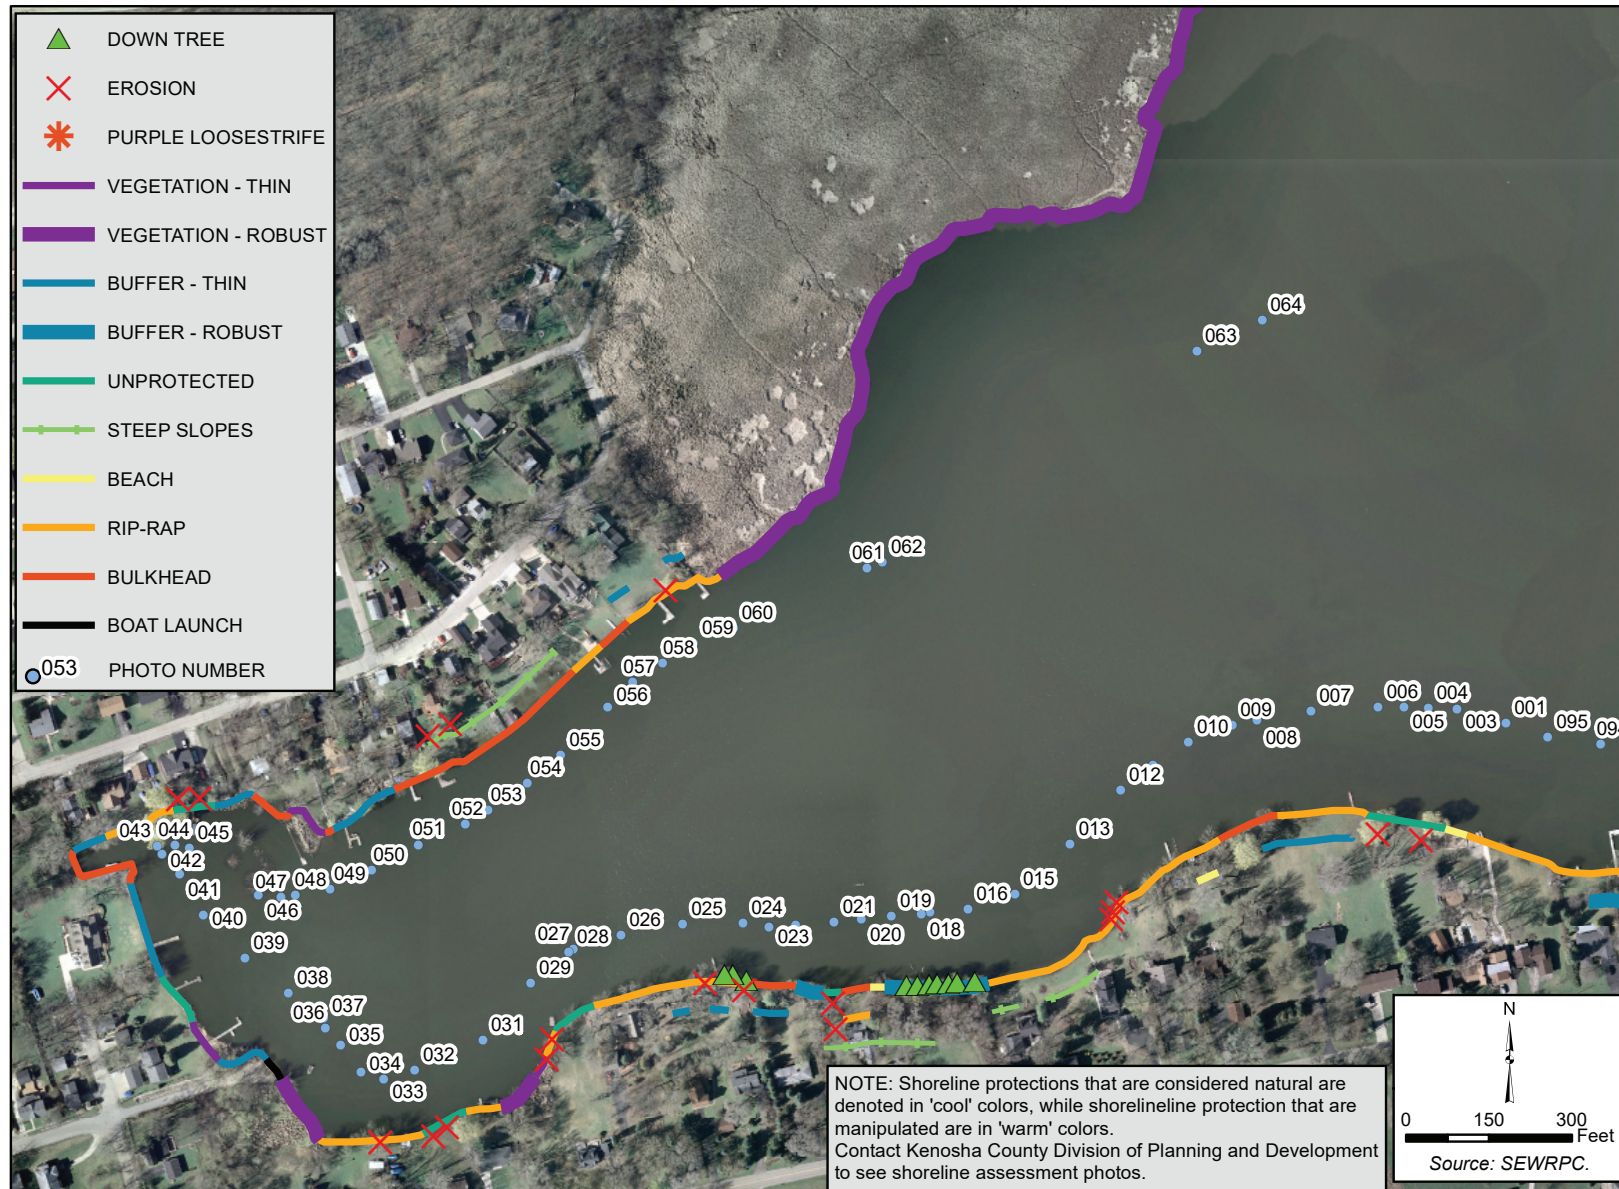 DOWN TREE
EROSION
PURPLE LOOSESTRIFE
VEGETATION - THIN
VEGETATION - ROBUST
BUFFER - THIN
BUFFER - ROBUST
UNPROTECTED
STEEP SLOPES
BEACH
RIP-RAP
BULKHEAD
BOAT LAUNCH
053 PHOTO NUMBER
064
063
061 062
060
059
058
057
056
055
054
053
052
051
050
049
048
047
046
045
044
043
042
041
040
039
038
037
036
035
034
033
032
031
029
028
027
026
025
024
023
021
020
019
018
016
015
013
012
010
009
008
007
006
005
004
003
001
095
094
NOTE: Shoreline protections that are considered natural are
denoted in 'cool' colors, while shorelineline protection that are
manipulated are in 'warm' colors.
Contact Kenosha County Division of Planning and Development
to see shoreline assessment photos.
N
0 150 300
Feet
Source: SEWRPC.